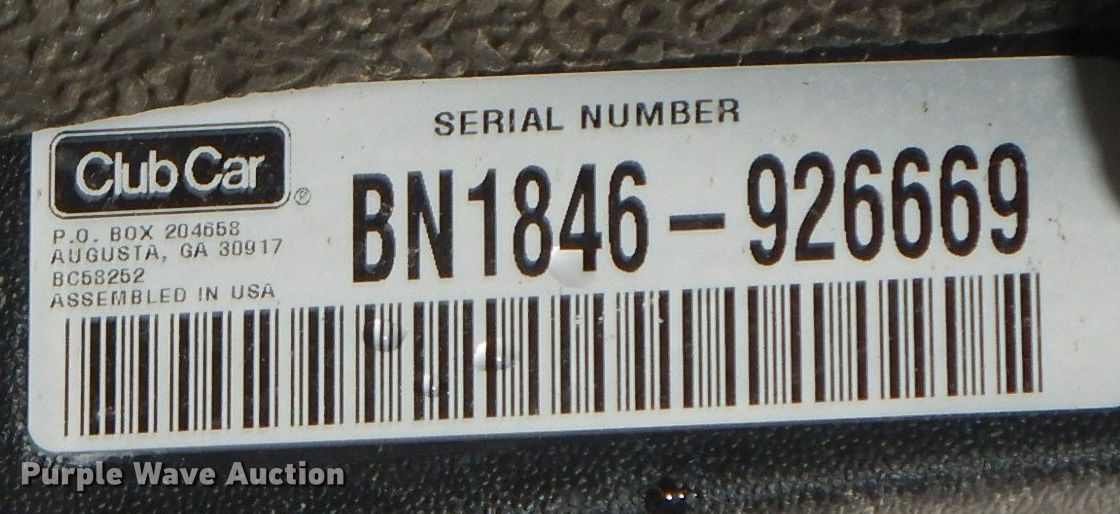 SERIAL NUMBER
Club Car®
BN1846-926669
P.O. BOX 204658
AUGUSTA, GA 30917
BC58252
ASSEMBLED IN USA
Purple Wave Auction